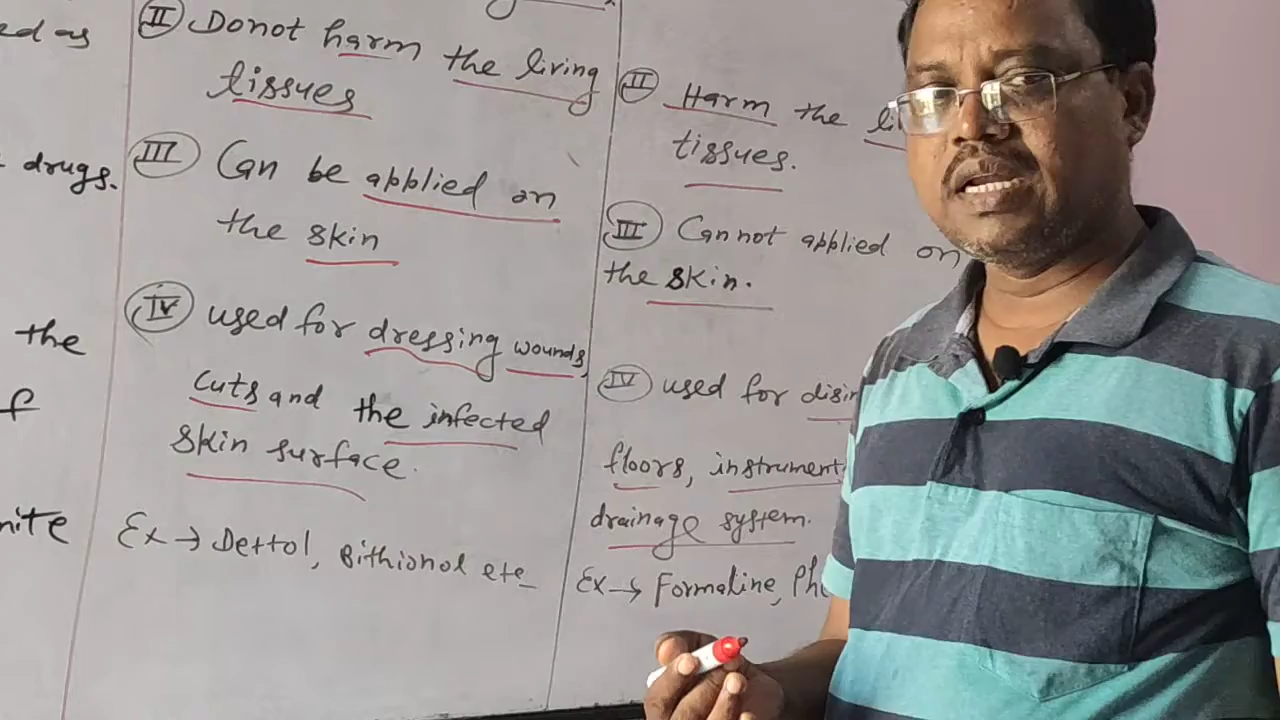 ed as
drugs.
the
f
II Donot harm the living
tissues
III Can be applied on
the skin
IV used for dressing wounds,
cuts and the infected
skin surface.
Ex → Dettol, Bithionol etc
II Harm the
tissues.
III Cannot applied on
the skin.
IV used for
floors, instrument
drainage system.
Ex → Formaline,